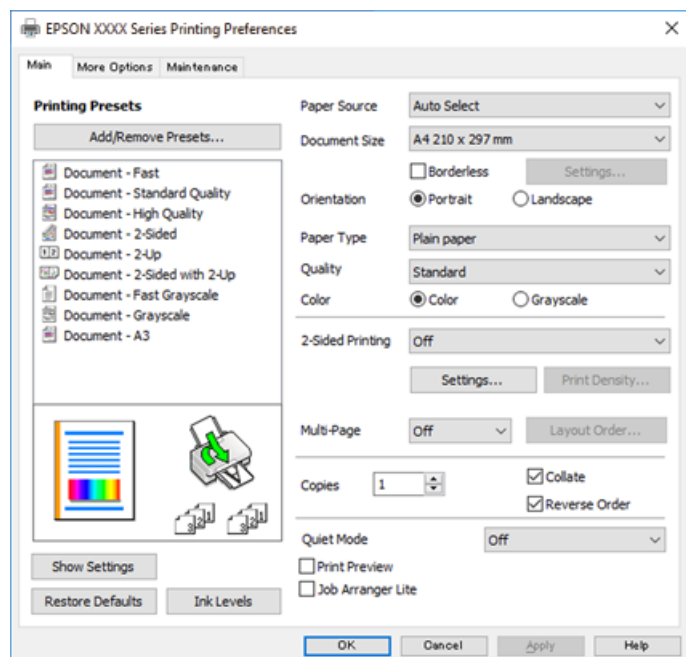 EPSON XXXX Series Printing Preferences
Main
More Options
Maintenance
Printing Presets
Add/Remove Presets...
Document - Fast
Document - Standard Quality
Document - High Quality
Document - 2-Sided
Document - 2-Up
Document - 2-Sided with 2-Up
Document - Fast Grayscale
Document - Grayscale
Document - A3
Show Settings
Restore Defaults
Ink Levels
Paper Source
Auto Select
Document Size
A4 210 x 297 mm
Borderless
Settings...
Orientation
Portrait
Landscape
Paper Type
Plain paper
Quality
Standard
Color
Color
Grayscale
2-Sided Printing
Off
Settings...
Print Density...
Multi-Page
Off
Layout Order...
Copies
1
Collate
Reverse Order
Quiet Mode
Off
Print Preview
Job Arranger Lite
OK
Cancel
Apply
Help